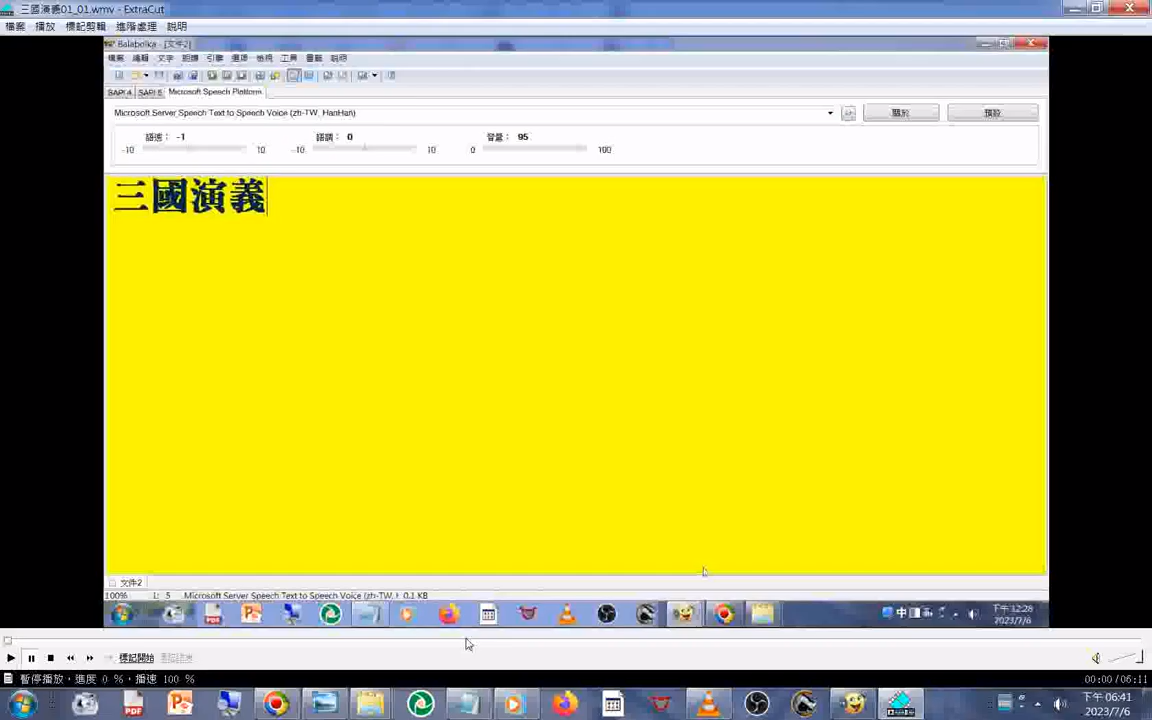 三國演義01_01.wmv - ExtraCut
檔案 播放 標記剪輯 進階處理 說明
Balabolka - [文件2]
檔案 編輯 文字 朗讀 引擎 選項 檢視 工具 書籤 說明
SAPI 4 SAPI 5 Microsoft Speech Platform
Microsoft Server Speech Text to Speech Voice (zh-TW, HanHan) 關於 預設
語速： -1 語調： 0 音量： 95
-10 10 -10 10 0 100
三國演義
文件2
100% L: 5 Microsoft Server Speech Text to Speech Voice (zh-TW, H 0.1 KB
中 下午 12:28
2023/7/6
標記開始
暫停播放，進度 0 %，播速 100 % 00:00 / 06:11
PDF 下午 06:41
2023/7/6